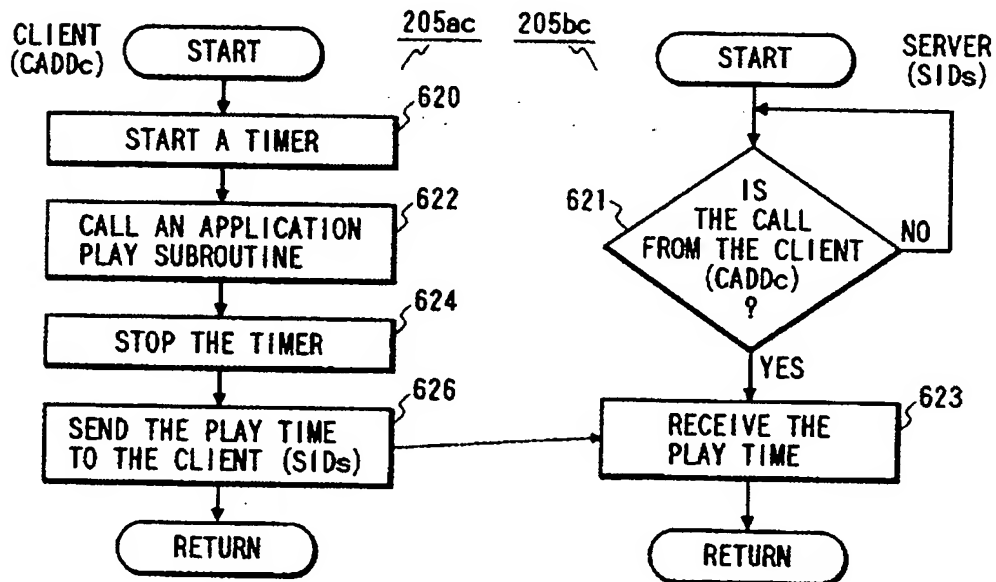 CLIENT
(CADDc)
START
205ac
620
START A TIMER
622
CALL AN APPLICATION
PLAY SUBROUTINE
624
STOP THE TIMER
626
SEND THE PLAY TIME
TO THE CLIENT (SIDs)
RETURN
205bc
START
SERVER
(SIDs)
621
IS
THE CALL
FROM THE CLIENT
(CADDc)
?
NO
YES
623
RECEIVE THE
PLAY TIME
RETURN